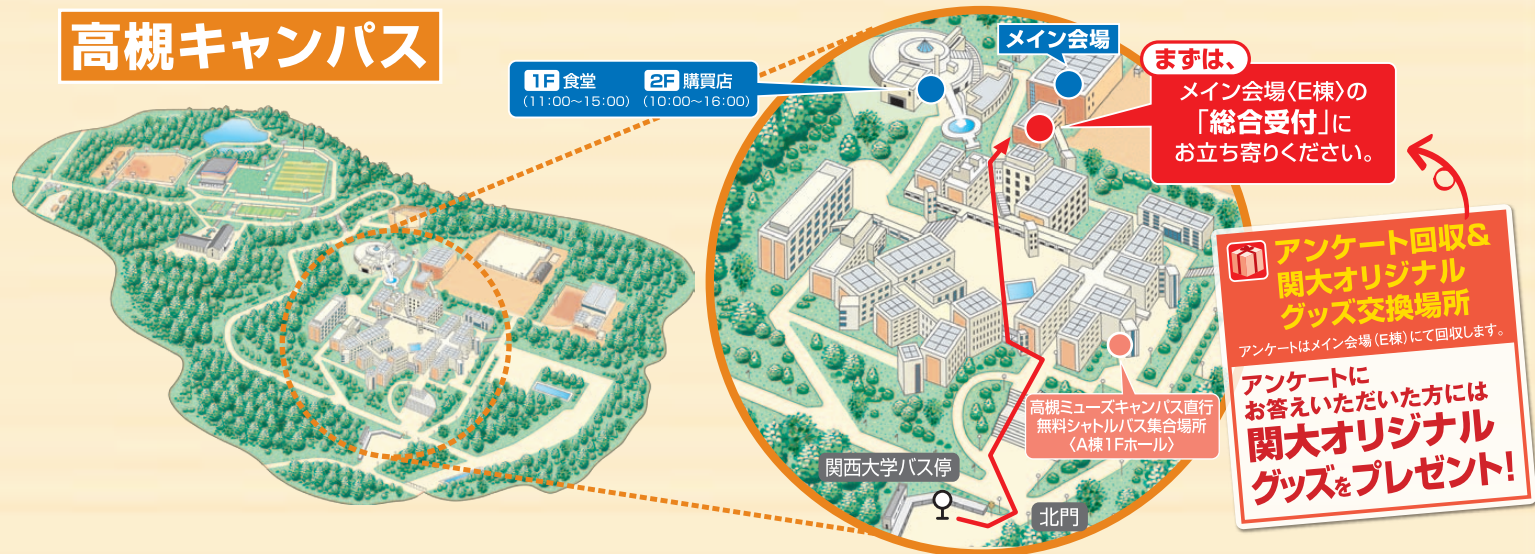 高槻キャンパス
1F 食堂
(11:00〜15:00)
2F 購買店
(10:00〜16:00)
メイン会場
まずは、
メイン会場〈E棟〉の
「総合受付」に
お立ち寄りください。
アンケート回収&
関大オリジナル
グッズ交換場所
アンケートはメイン会場(E棟)にて回収します。
アンケートに
お答えいただいた方には
関大オリジナル
グッズをプレゼント!
高槻ミューズキャンパス直行
無料シャトルバス集合場所
〈A棟1Fホール〉
関西大学バス停
北門